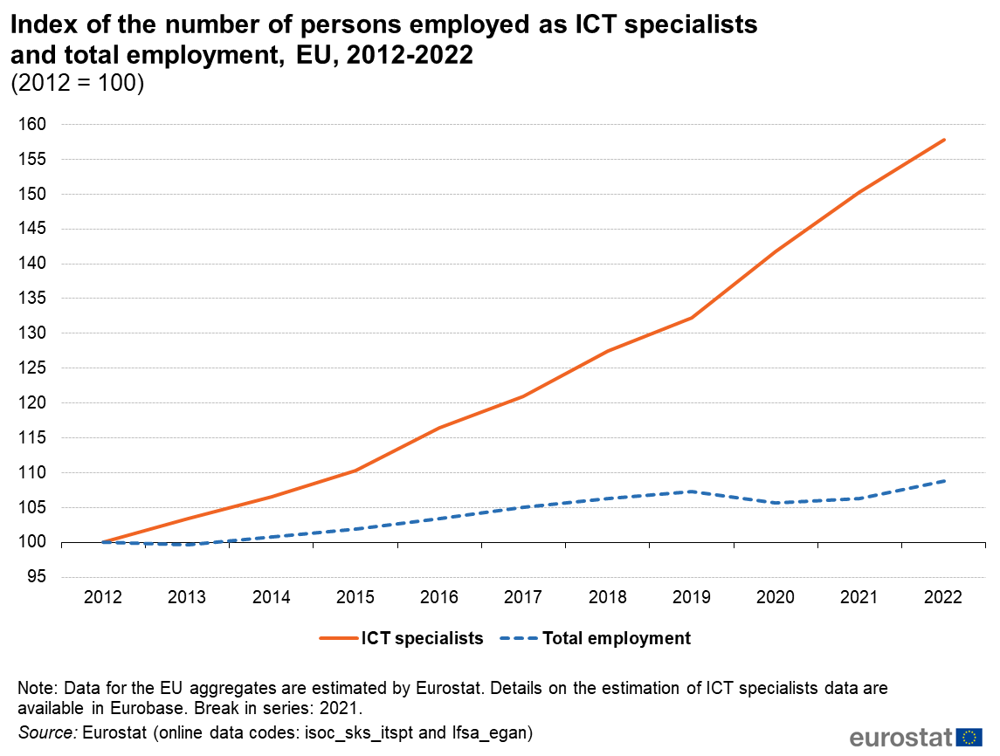 Index of the number of persons employed as ICT specialists
and total employment, EU, 2012-2022
(2012 = 100)
160
155
150
145
140
135
130
125
120
115
110
105
100
95
2012 2013 2014 2015 2016 2017 2018 2019 2020 2021 2022
ICT specialists Total employment
Note: Data for the EU aggregates are estimated by Eurostat. Details on the estimation of ICT specialists data are
available in Eurobase. Break in series: 2021.
Source: Eurostat (online data codes: isoc_sks_itspt and lfsa_egan)
eurostat